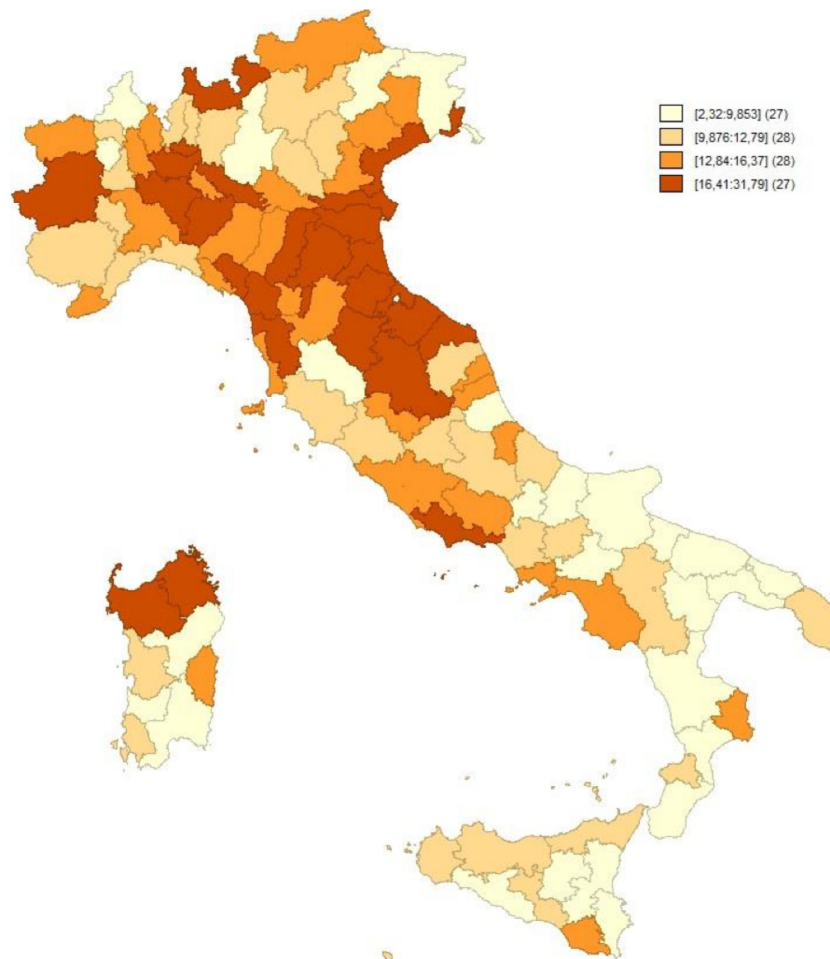 [2,32:9,853] (27)
[9,876:12,79] (28)
[12,84:16,37] (28)
[16,41:31,79] (27)